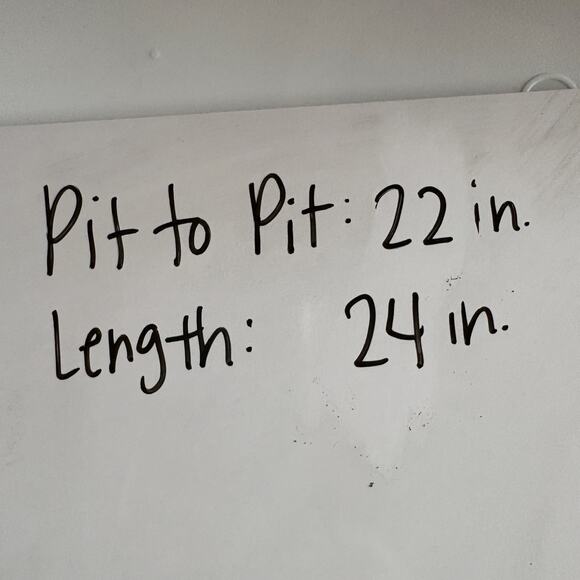 Pit to Pit: 22 in.
Length: 24 in.